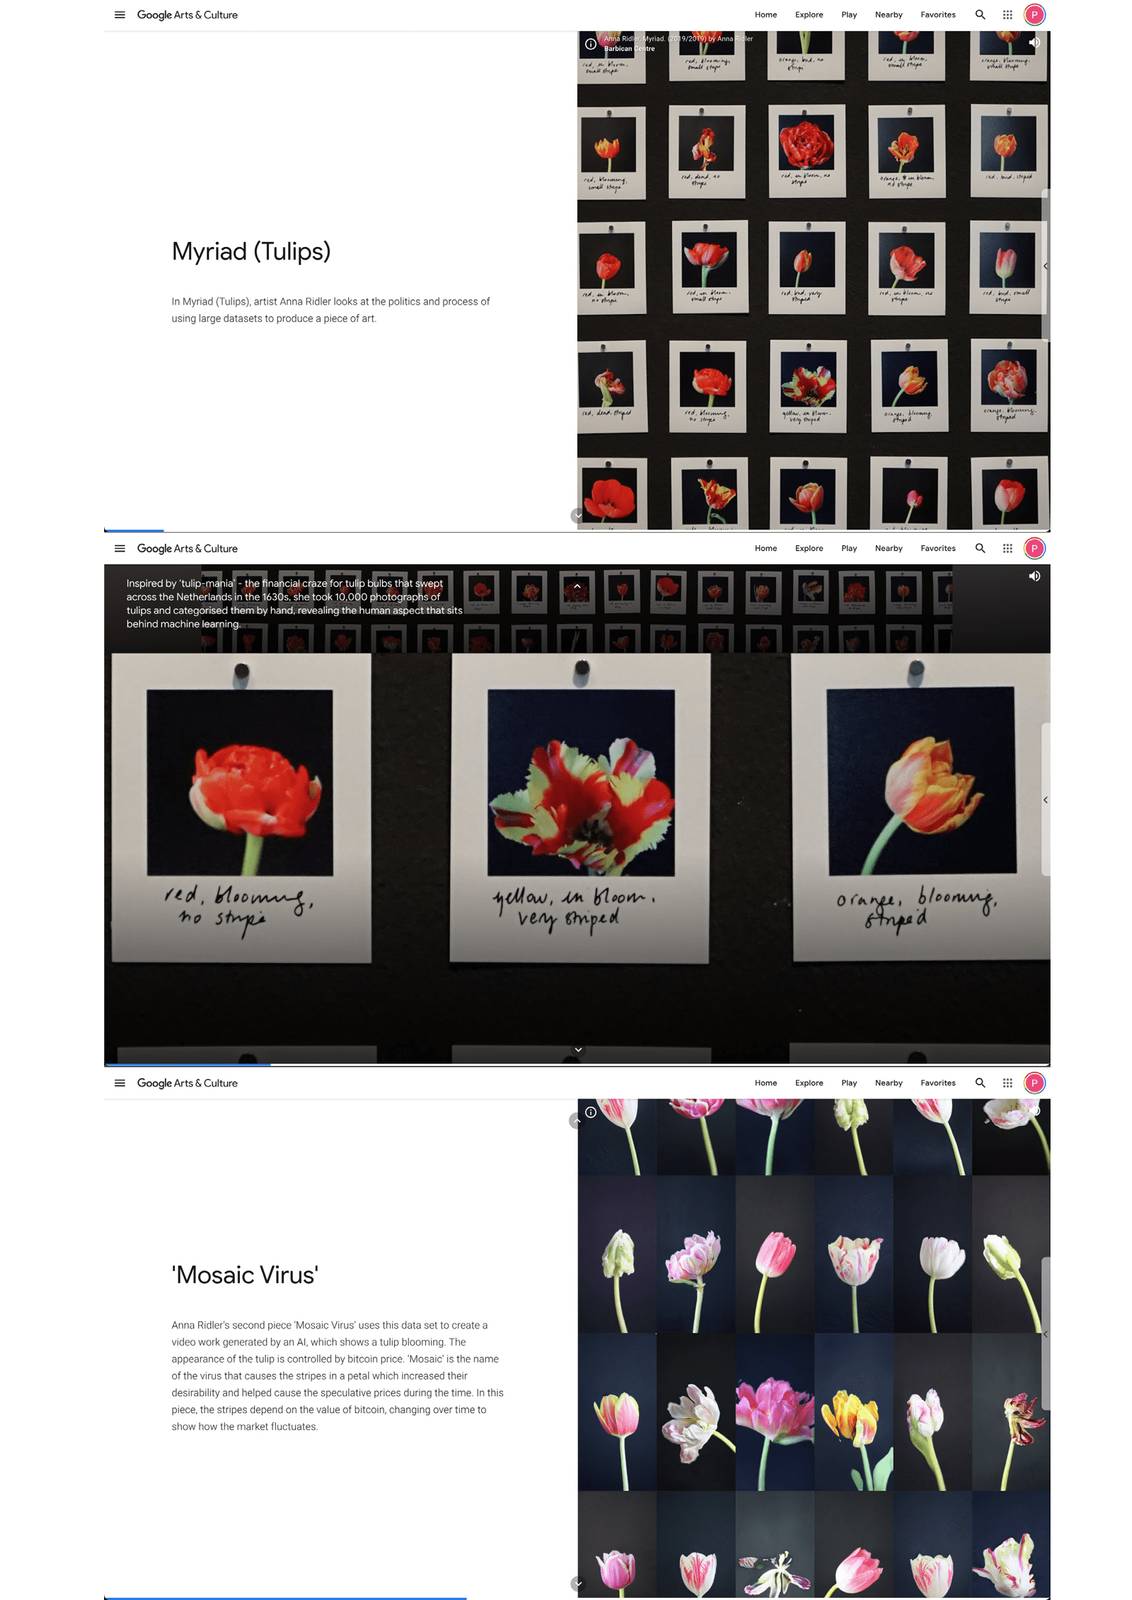 Google Arts & Culture
Home Explore Play Nearby Favorites
P
Anna Ridler, Myriad. (2019/2019) by Anna Ridler
Barbican Centre
red, in bloom,
small stripe
red, blooming,
small stripe
orange, bud, no
stripe
red, in bloom,
small stripe
orange, blooming,
small stripe
red, blooming,
small stripe
red, dead, no
stripe
red, in bloom, no
stripe
orange, in bloom,
no stripe
red, bud, striped
Myriad (Tulips)
In Myriad (Tulips), artist Anna Ridler looks at the politics and process of
using large datasets to produce a piece of art.
red, in bloom,
no stripe
red, in bloom,
small stripe
red, bud, very
striped
red, in bloom, no
stripe
red, bud, small
stripe
red, dead, striped
red, blooming,
no stripe
yellow, in bloom,
very striped
orange, blooming,
striped
orange, blooming,
striped
Google Arts & Culture
Home Explore Play Nearby Favorites
P
Inspired by 'tulip-mania' - the financial craze for tulip bulbs that swept
across the Netherlands in the 1630s, she took 10,000 photographs of
tulips and categorised them by hand, revealing the human aspect that sits
behind machine learning.
red, blooming,
no stripe
yellow, in bloom,
very striped
orange, blooming,
striped
Google Arts & Culture
Home Explore Play Nearby Favorites
P
'Mosaic Virus'
Anna Ridler's second piece 'Mosaic Virus' uses this data set to create a
video work generated by an AI, which shows a tulip blooming. The
appearance of the tulip is controlled by bitcoin price. 'Mosaic' is the name
of the virus that causes the stripes in a petal which increased their
desirability and helped cause the speculative prices during the time. In this
piece, the stripes depend on the value of bitcoin, changing over time to
show how the market fluctuates.